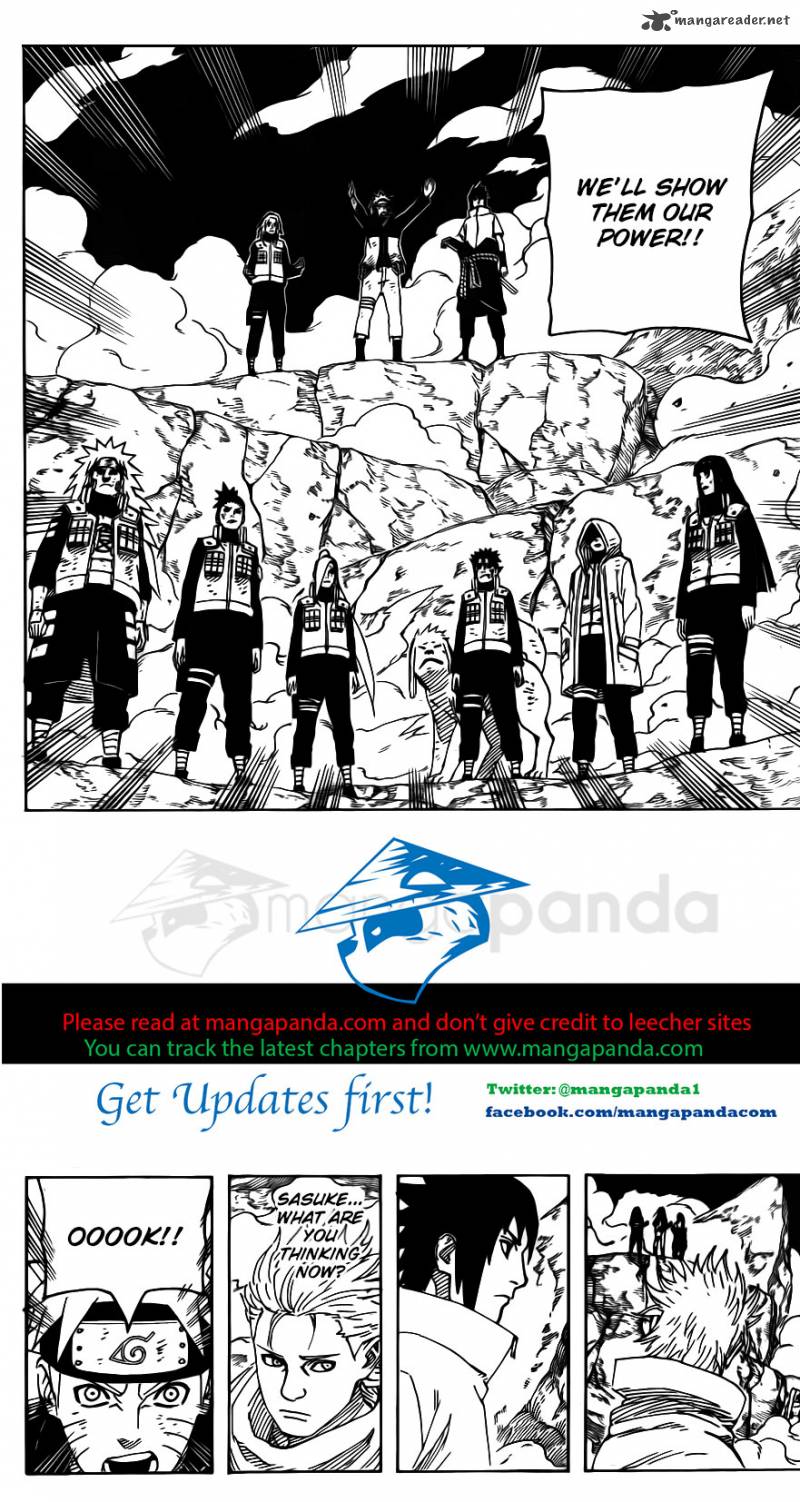 mangareader.net
WE'LL SHOW
THEM OUR
POWER!!
mangapanda
Please read at mangapanda.com and don't give credit to leecher sites
You can track the latest chapters from www.mangapanda.com
Get Updates first!
Twitter: @mangapanda1
facebook.com/mangapandacom
OOOOK!!
SASUKE...
WHAT ARE
YOU
THINKING
NOW?